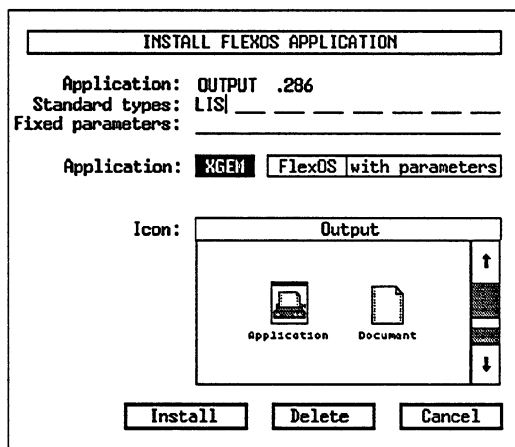 INSTALL FLEXOS APPLICATION
Application: OUTPUT .286
Standard types: LIS
Fixed parameters:
Application: XGEM FlexOS with parameters
Icon: Output
Application Document
Install Delete Cancel